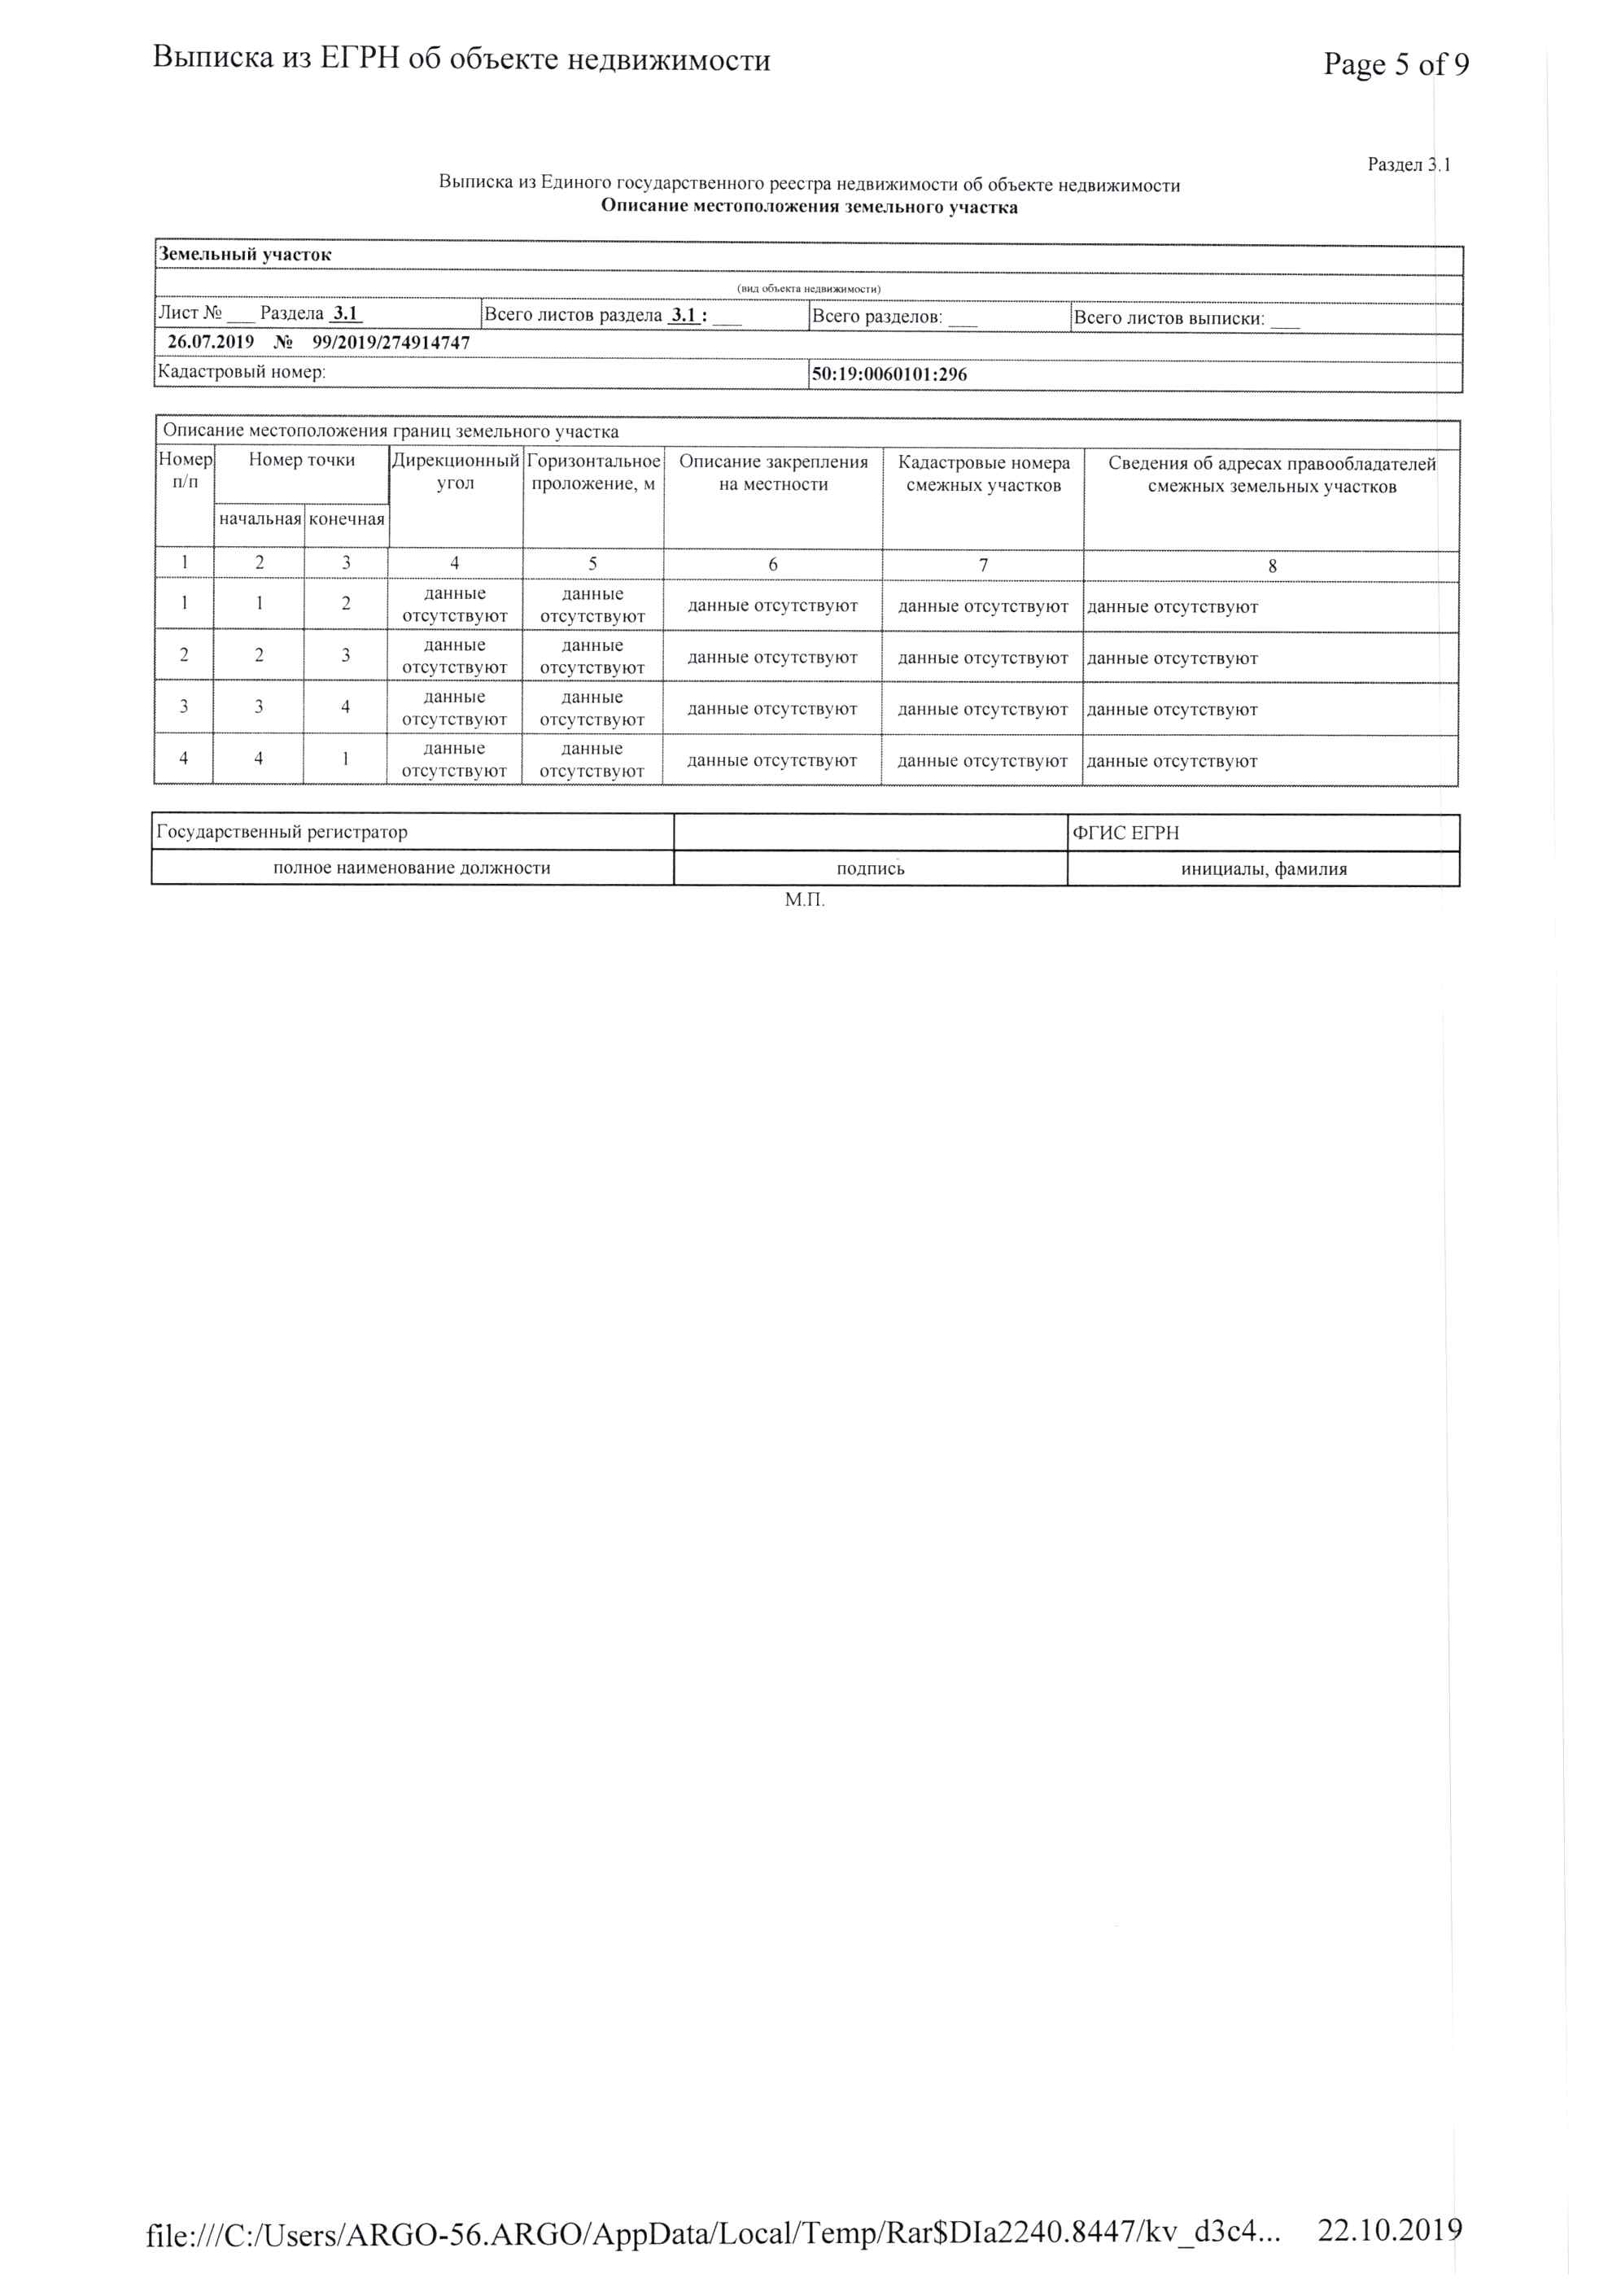 Выписка из ЕГРН об объекте недвижимости Page 5 of 9
Раздел 3.1
Выписка из Единого государственного реестра недвижимости об объекте недвижимости
Описание местоположения земельного участка
Земельный участок
(вид объекта недвижимости)
Лист № ___ Раздела 3.1 Всего листов раздела 3.1 : ___ Всего разделов: ___ Всего листов выписки: ___
26.07.2019 № 99/2019/274914747
Кадастровый номер: 50:19:0060101:296
Описание местоположения границ земельного участка
Номер п/п Номер точки Дирекционный угол Горизонтальное проложение, м Описание закрепления на местности Кадастровые номера смежных участков Сведения об адресах правообладателей смежных земельных участков
начальная конечная
1 2 3 4 5 6 7 8
1 1 2 данные отсутствуют данные отсутствуют данные отсутствуют данные отсутствуют данные отсутствуют
2 2 3 данные отсутствуют данные отсутствуют данные отсутствуют данные отсутствуют данные отсутствуют
3 3 4 данные отсутствуют данные отсутствуют данные отсутствуют данные отсутствуют данные отсутствуют
4 4 1 данные отсутствуют данные отсутствуют данные отсутствуют данные отсутствуют данные отсутствуют
Государственный регистратор ФГИС ЕГРН
полное наименование должности подпись инициалы, фамилия
М.П.
file:///C:/Users/ARGO-56.ARGO/AppData/Local/Temp/Rar$DIa2240.8447/kv_d3c4... 22.10.2019